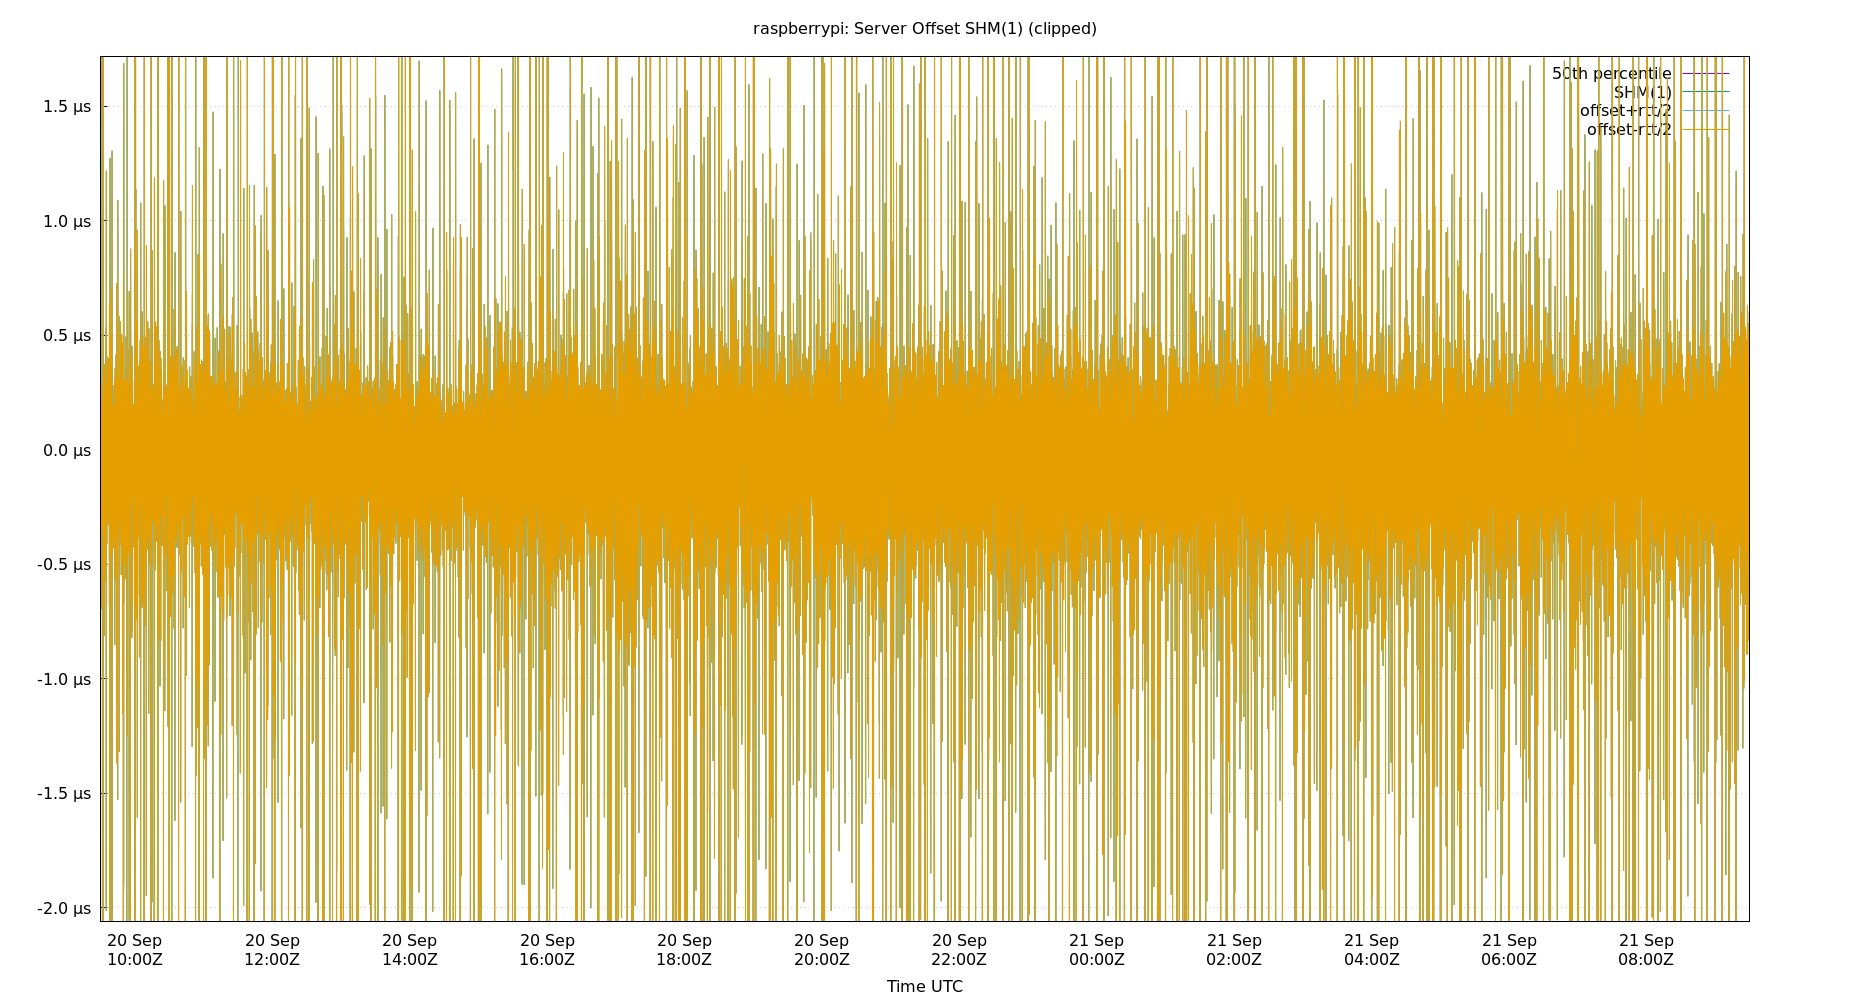 raspberrypi: Server Offset SHM(1) (clipped)
50th percentile
SHM(1)
offset+rtt/2
offset-rtt/2
1.5 µs
1.0 µs
0.5 µs
0.0 µs
-0.5 µs
-1.0 µs
-1.5 µs
-2.0 µs
20 Sep 20 Sep 20 Sep 20 Sep 20 Sep 20 Sep 20 Sep 21 Sep 21 Sep 21 Sep 21 Sep 21 Sep
10:00Z 12:00Z 14:00Z 16:00Z 18:00Z 20:00Z 22:00Z 00:00Z 02:00Z 04:00Z 06:00Z 08:00Z
Time UTC